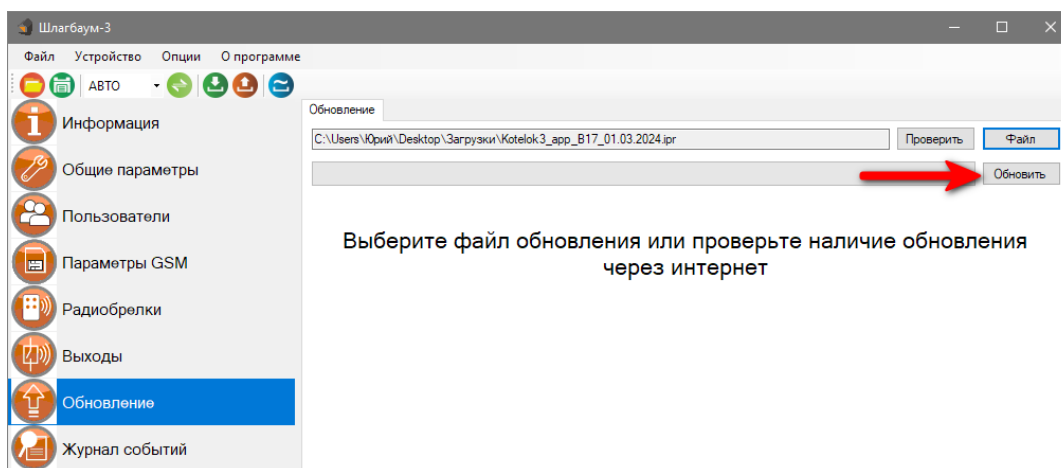 Шлагбаум-3
Файл Устройство Опции О программе
АВТО
Информация
Общие параметры
Пользователи
Параметры GSM
Радиобрелки
Выходы
Обновление
Журнал событий
Обновление
C:\Users\Юрий\Desktop\Загрузки\Kotelok3_app_B17_01.03.2024.ipr Проверить Файл
Обновить
Выберите файл обновления или проверьте наличие обновления
через интернет